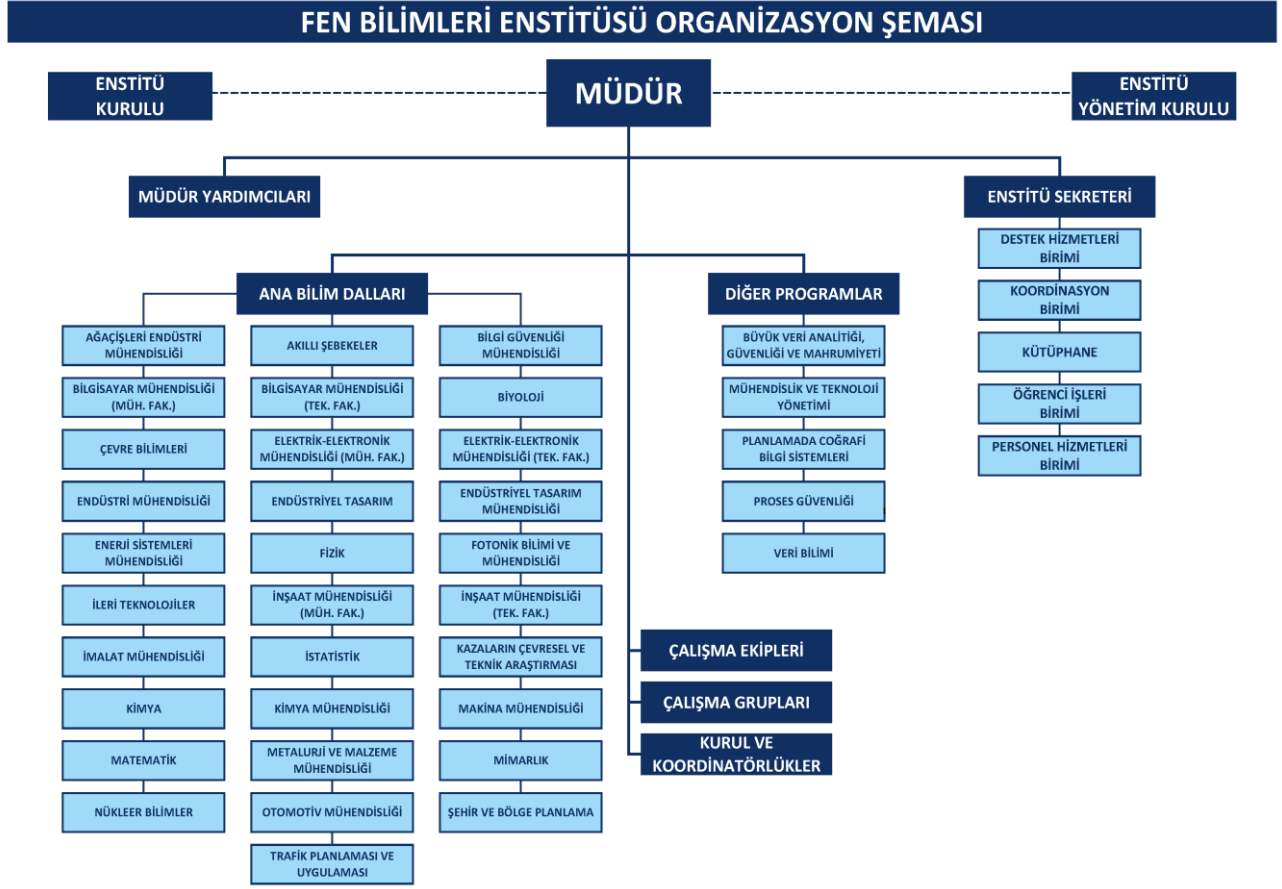 FEN BİLİMLERİ ENSTİTÜSÜ ORGANİZASYON ŞEMASI
ENSTİTÜ
KURULU
MÜDÜR
ENSTİTÜ
YÖNETİM KURULU
MÜDÜR YARDIMCILARI
ENSTİTÜ SEKRETERİ
DESTEK HİZMETLERİ
BİRİMİ
KOORDİNASYON
BİRİMİ
KÜTÜPHANE
ÖĞRENCİ İŞLERİ
BİRİMİ
PERSONEL HİZMETLERİ
BİRİMİ
ANA BİLİM DALLARI
AĞAÇİŞLERİ ENDÜSTRİ
MÜHENDİSLİĞİ
BİLGİSAYAR MÜHENDİSLİĞİ
(MÜH. FAK.)
ÇEVRE BİLİMLERİ
ENDÜSTRİ MÜHENDİSLİĞİ
ENERJİ SİSTEMLERİ
MÜHENDİSLİĞİ
İLERİ TEKNOLOJİLER
İMALAT MÜHENDİSLİĞİ
KİMYA
MATEMATİK
NÜKLEER BİLİMLER
AKILLI ŞEBEKELER
BİLGİSAYAR MÜHENDİSLİĞİ
(TEK. FAK.)
ELEKTRİK-ELEKTRONİK
MÜHENDİSLİĞİ (MÜH. FAK.)
ENDÜSTRİYEL TASARIM
FİZİK
İNŞAAT MÜHENDİSLİĞİ
(MÜH. FAK.)
İSTATİSTİK
KİMYA MÜHENDİSLİĞİ
METALURJİ VE MALZEME
MÜHENDİSLİĞİ
OTOMOTİV MÜHENDİSLİĞİ
TRAFİK PLANLAMASI VE
UYGULAMASI
BİLGİ GÜVENLİĞİ
MÜHENDİSLİĞİ
BİYOLOJİ
ELEKTRİK-ELEKTRONİK
MÜHENDİSLİĞİ (TEK. FAK.)
ENDÜSTRİYEL TASARIM
MÜHENDİSLİĞİ
FOTONİK BİLİMİ VE
MÜHENDİSLİĞİ
İNŞAAT MÜHENDİSLİĞİ
(TEK. FAK.)
KAZALARIN ÇEVRESEL VE
TEKNİK ARAŞTIRMASI
MAKİNA MÜHENDİSLİĞİ
MİMARLIK
ŞEHİR VE BÖLGE PLANLAMA
DİĞER PROGRAMLAR
BÜYÜK VERİ ANALİTİĞİ,
GÜVENLİĞİ VE MAHRUMİYETİ
MÜHENDİSLİK VE TEKNOLOJİ
YÖNETİMİ
PLANLAMADA COĞRAFİ
BİLGİ SİSTEMLERİ
PROSES GÜVENLİĞİ
VERİ BİLİMİ
ÇALIŞMA EKİPLERİ
ÇALIŞMA GRUPLARI
KURUL VE
KOORDİNATÖRLÜKLER